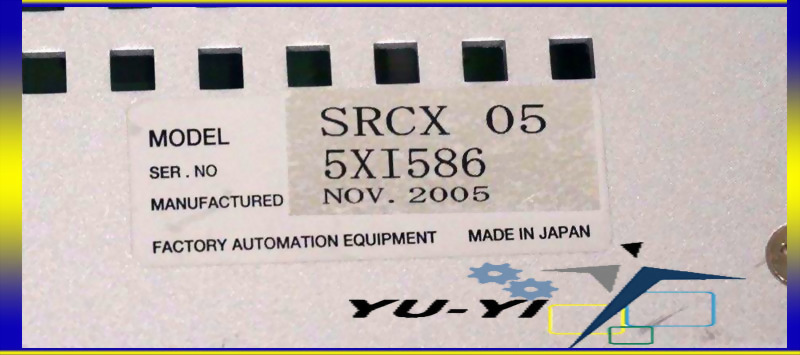 MODEL SRCX 05
SER . NO 5XI586
MANUFACTURED NOV. 2005
FACTORY AUTOMATION EQUIPMENT MADE IN JAPAN
YU-YI